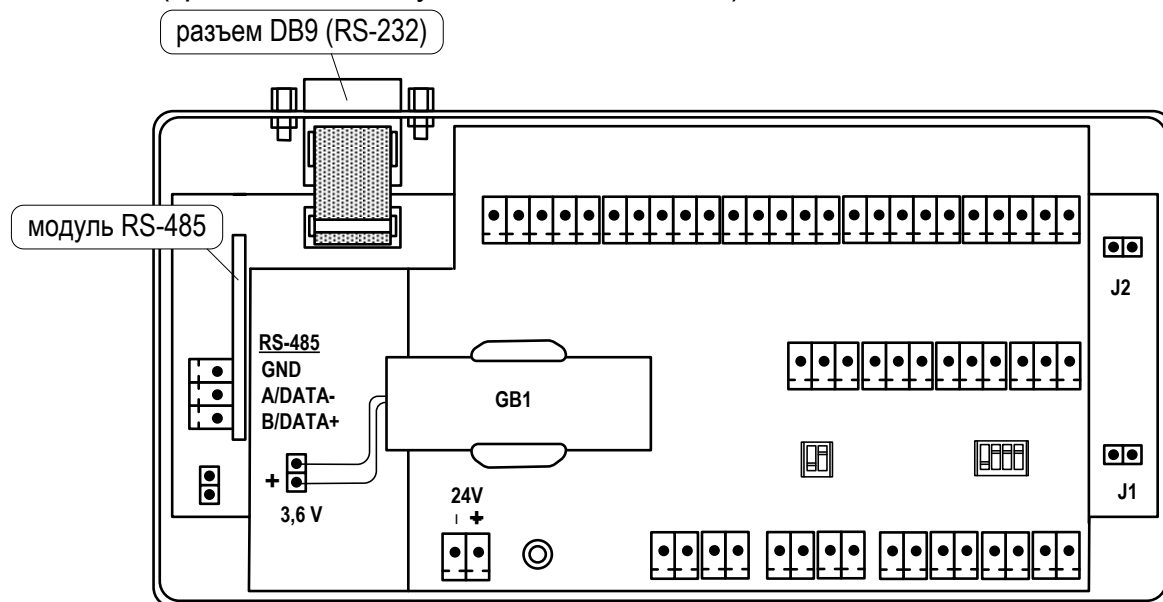 разъем DB9 (RS-232)
модуль RS-485
J2
RS-485
GND
A/DATA-
B/DATA+
GB1
+
3,6 V
24V
- +
J1